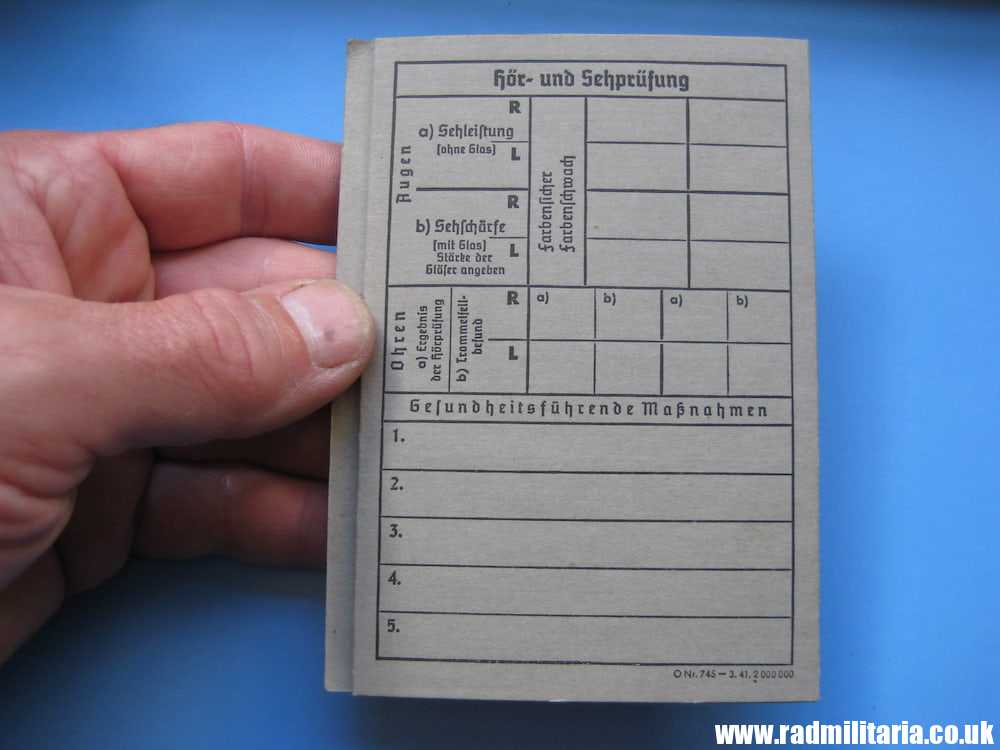 Hör- und Sehprüfung
Augen
a) Sehleistung
(ohne Glas)
R
L
b) Sehschärfe
(mit Glas)
Stärke der
Gläser angeben
R
L
Farbensicher
Farbenschwach
Ohren
a) Ergebnis
der Hörprüfung
b) Trommelfell-
befund
R
L
a)
b)
a)
b)
Gesundheitsführende Maßnahmen
1.
2.
3.
4.
5.
O Nr. 745 — 3. 41. 2 000 000
www.radmilitaria.co.uk